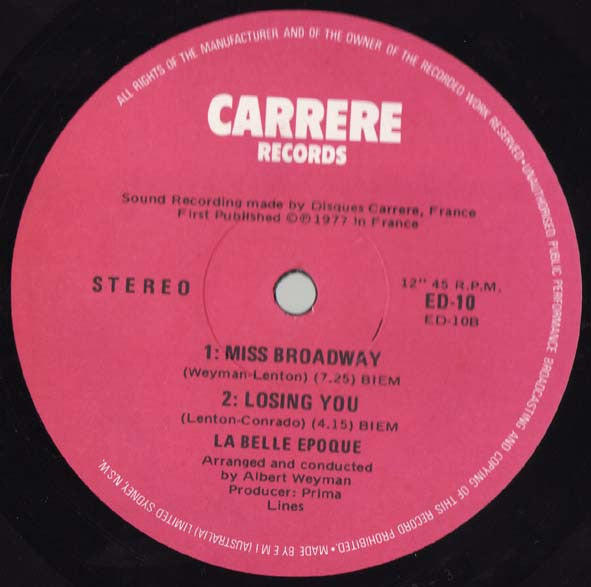 ALL RIGHTS OF THE MANUFACTURER AND OF THE OWNER OF THE RECORDED WORK RESERVED • UNAUTHORISED PUBLIC PERFORMANCE BROADCASTING AND COPYING OF THIS RECORD PROHIBITED • MADE BY E M I (AUSTRALIA) LIMITED SYDNEY, N.S.W.
CARRERE
RECORDS
Sound Recording made by Disques Carrere, France
First Published ©℗ 1977 in France
STEREO
12" 45 R.P.M.
ED-10
ED-10B
1: MISS BROADWAY
(Weyman-Lenton) (7.25) BIEM
2: LOSING YOU
(Lenton-Conrado) (4.15) BIEM
LA BELLE EPOQUE
Arranged and conducted
by Albert Weyman
Producer: Prima
Lines